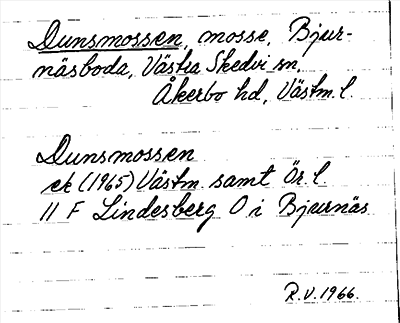 Dunsmossen, mosse, Bjur-
näsboda, Västra Skedvi sn,
Åkerbo hd, Västm. l.
Dunsmossen
ek (1965) Västm. samt Ör. l.
11 F Lindesberg O i Bjurnäs
R.V. 1966.